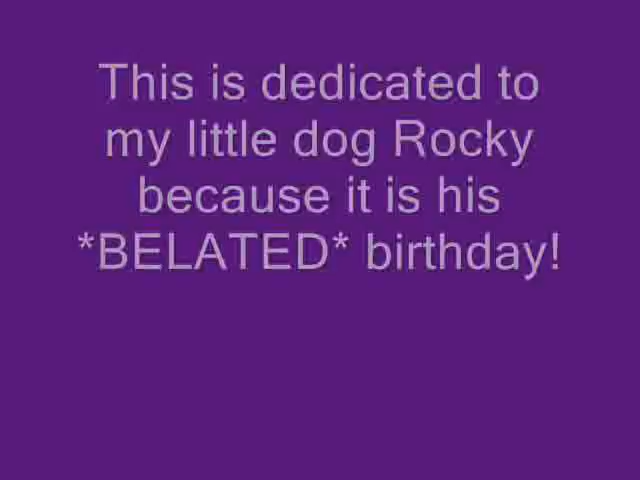 This is dedicated to
my little dog Rocky
because it is his
*BELATED* birthday!